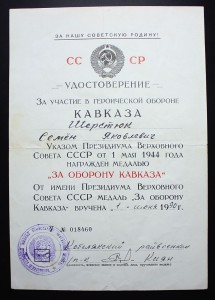 ЗА НАШУ СОВЕТСКУЮ РОДИНУ!
СС СР
УДОСТОВЕРЕНИЕ
ЗА УЧАСТИЕ В ГЕРОИЧЕСКОЙ ОБОРОНЕ
КАВКАЗА
Шерстюк
Семён Яковлевич
УКАЗОМ ПРЕЗИДИУМА ВЕРХОВНОГО
СОВЕТА СССР ОТ 1 МАЯ 1944 ГОДА
НАГРАЖДЕН МЕДАЛЬЮ
„ЗА ОБОРОНУ КАВКАЗА"
ОТ ИМЕНИ ПРЕЗИДИУМА ВЕРХОВНОГО
СОВЕТА СССР МЕДАЛЬ „ЗА ОБОРОНУ
КАВКАЗА" ВРУЧЕНА
№ 018460